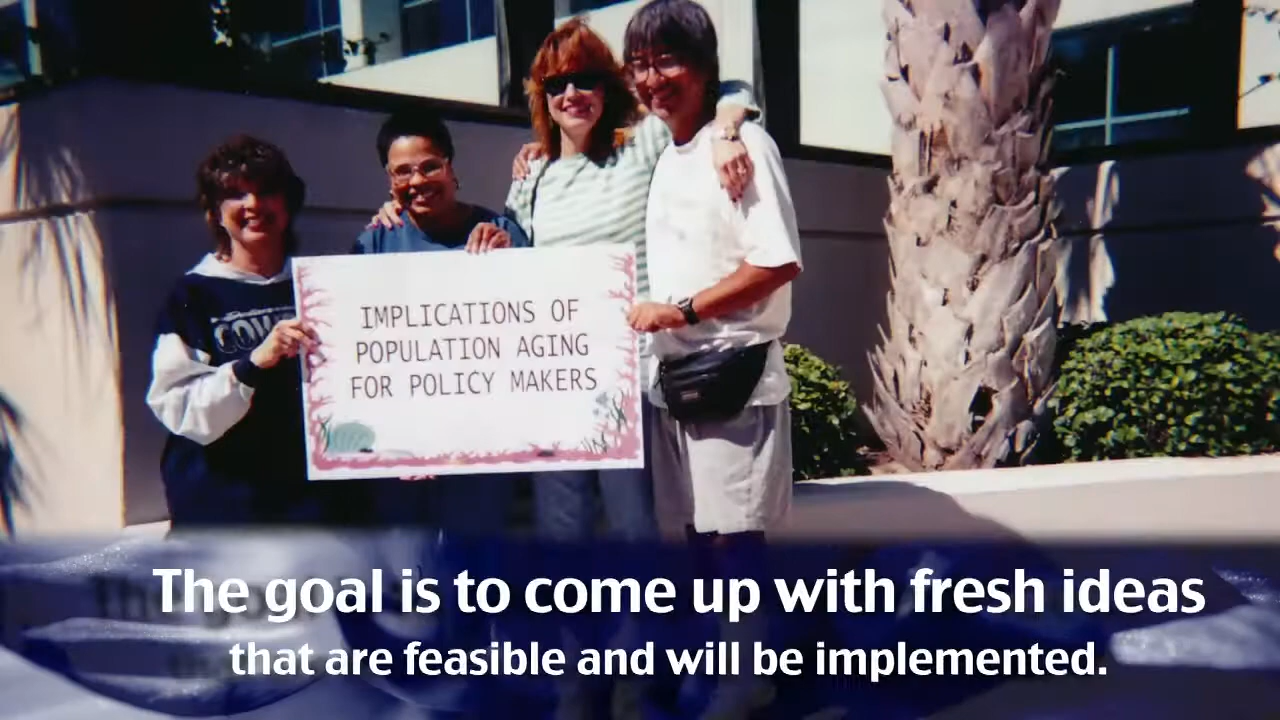 IMPLICATIONS OF
POPULATION AGING
FOR POLICY MAKERS
The goal is to come up with fresh ideas
that are feasible and will be implemented.